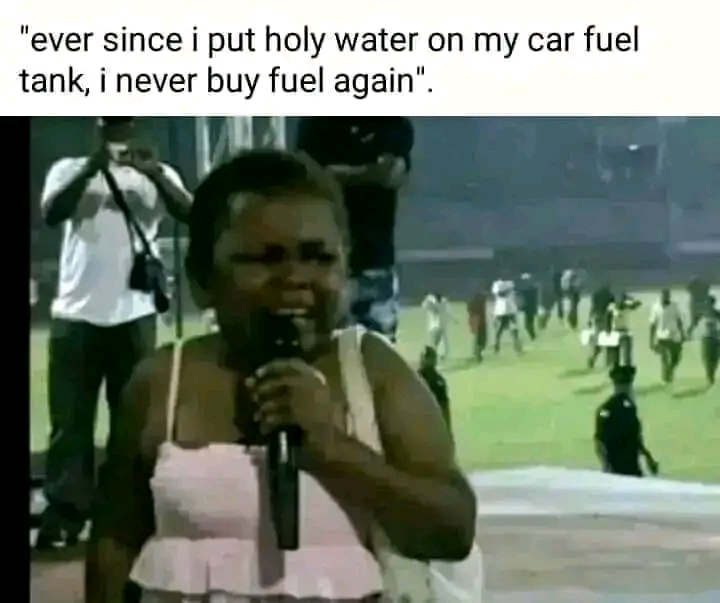 "ever since i put holy water on my car fuel
tank, i never buy fuel again".